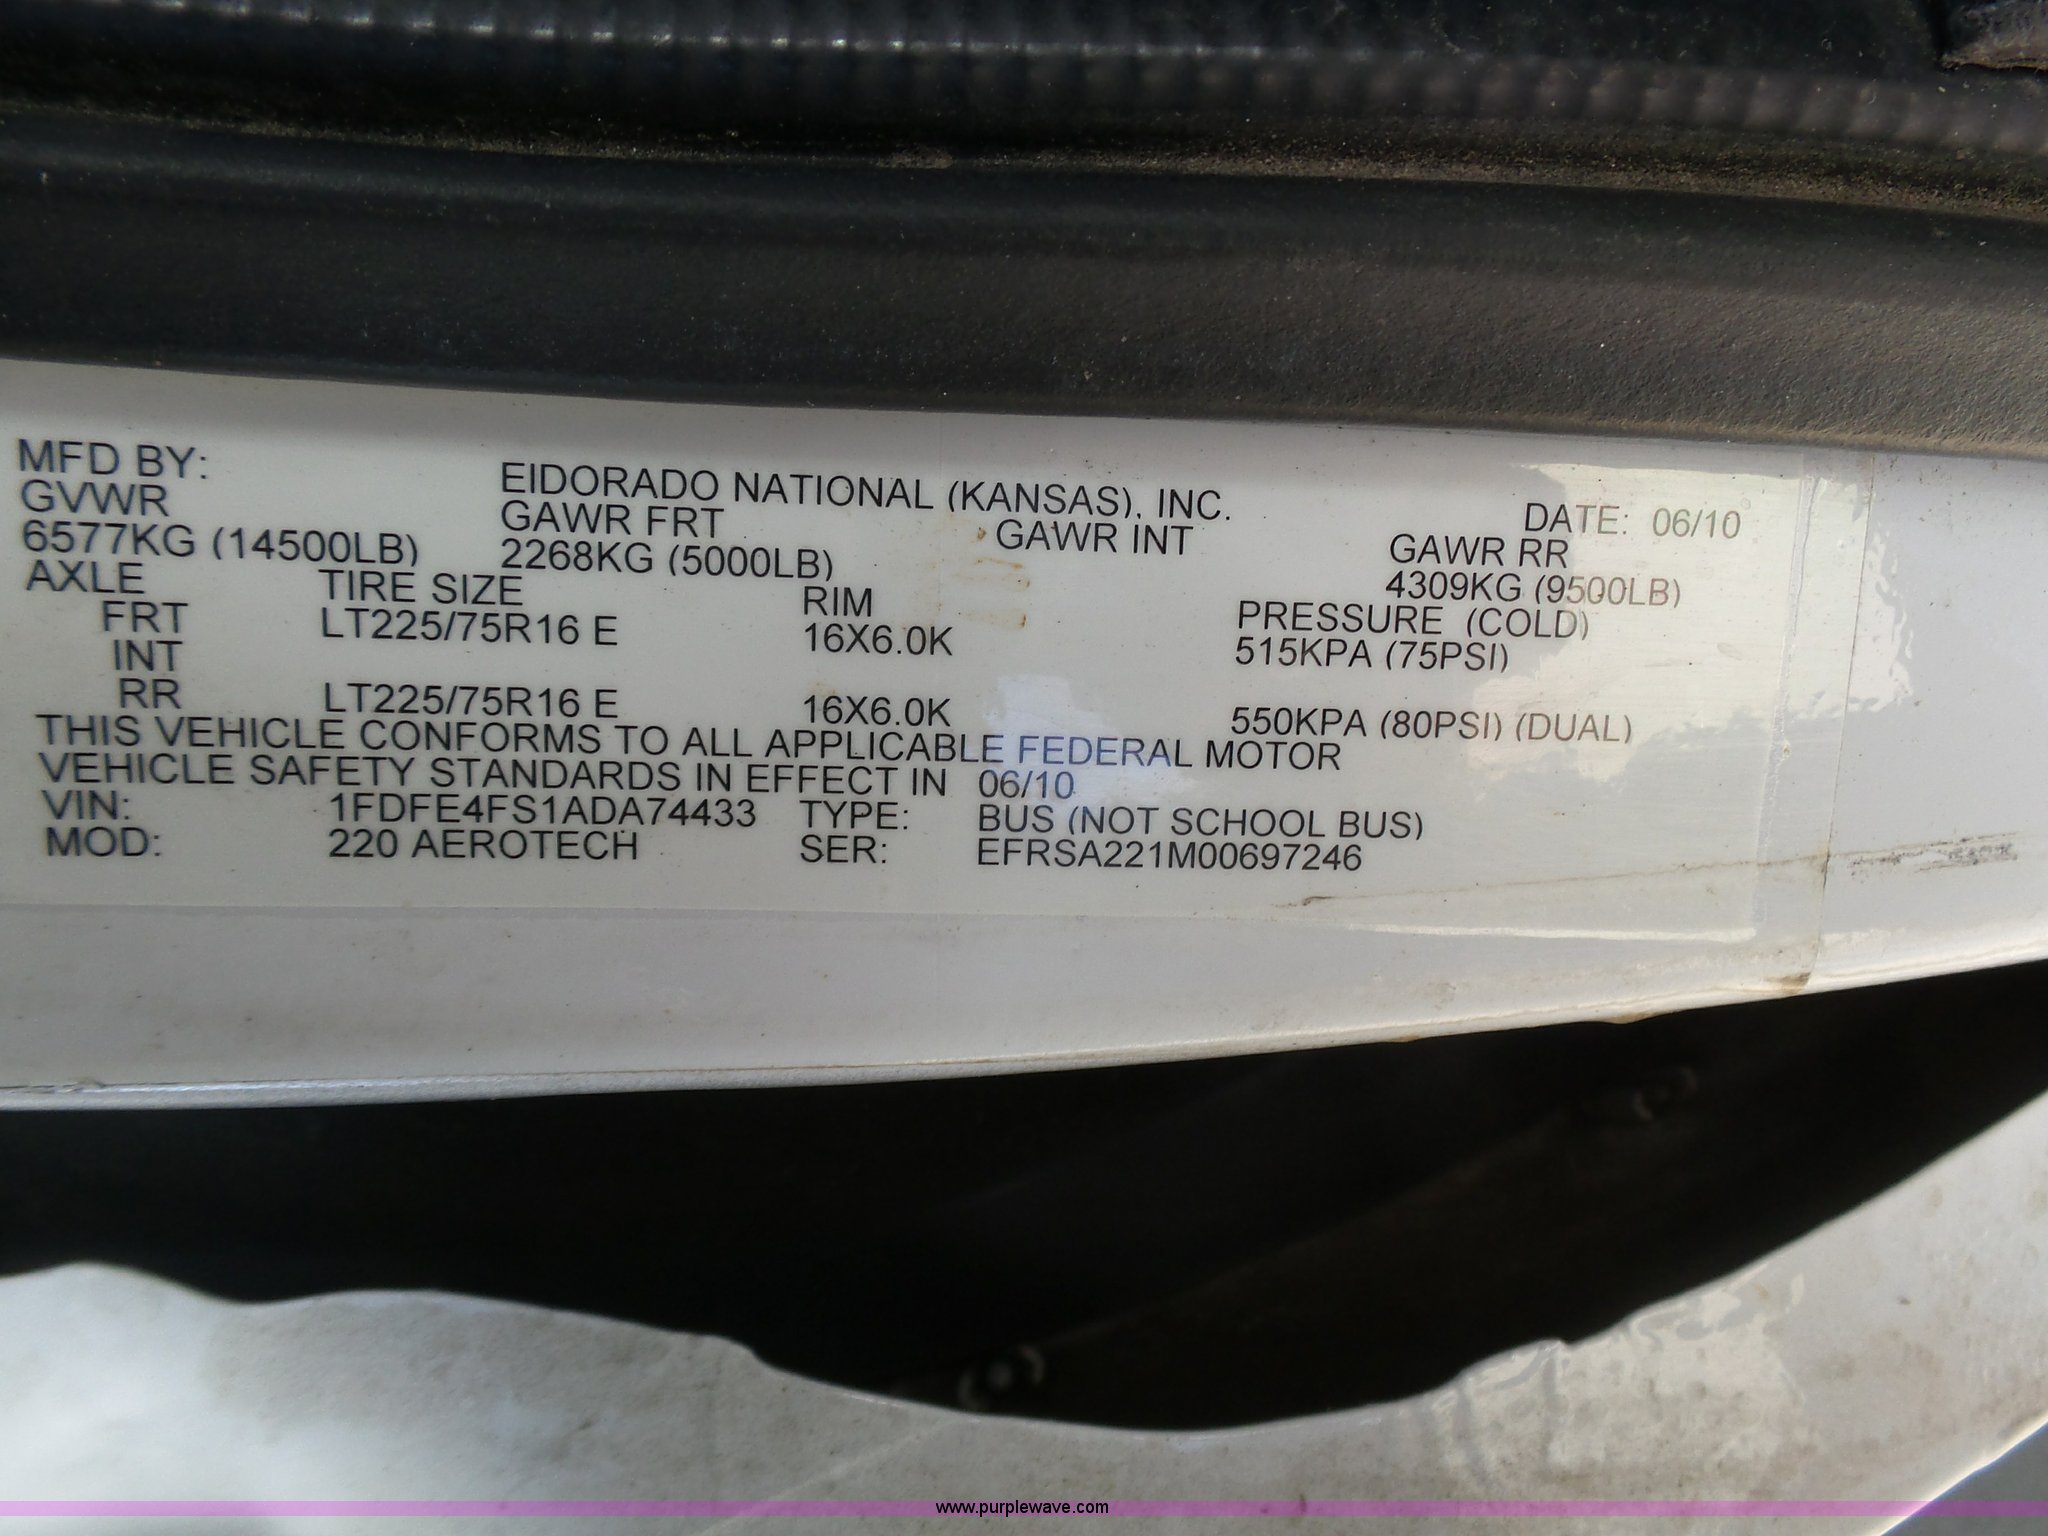 MFD BY: EIDORADO NATIONAL (KANSAS), INC. DATE: 06/10
GVWR GAWR FRT GAWR INT GAWR RR
6577KG (14500LB) 2268KG (5000LB) 4309KG (9500LB)
AXLE TIRE SIZE RIM PRESSURE (COLD)
FRT LT225/75R16 E 16X6.0K 515KPA (75PSI)
INT
RR LT225/75R16 E 16X6.0K 550KPA (80PSI) (DUAL)
THIS VEHICLE CONFORMS TO ALL APPLICABLE FEDERAL MOTOR
VEHICLE SAFETY STANDARDS IN EFFECT IN 06/10
VIN: 1FDFE4FS1ADA74433 TYPE: BUS (NOT SCHOOL BUS)
MOD: 220 AEROTECH SER: EFRSA221M00697246
www.purplewave.com